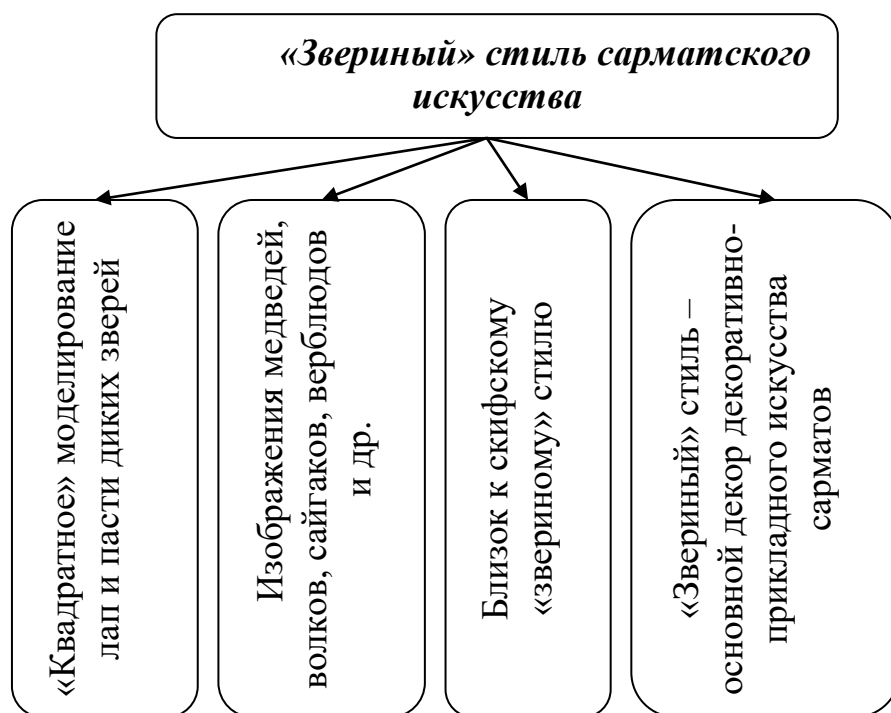 «Звериный» стиль сарматского
искусства
«Квадратное» моделирование
лап и пасти диких зверей
Изображения медведей,
волков, сайгаков, верблюдов
и др.
Близок к скифскому
«звериному» стилю
«Звериный» стиль –
основной декор декоративно-
прикладного искусства
сарматов